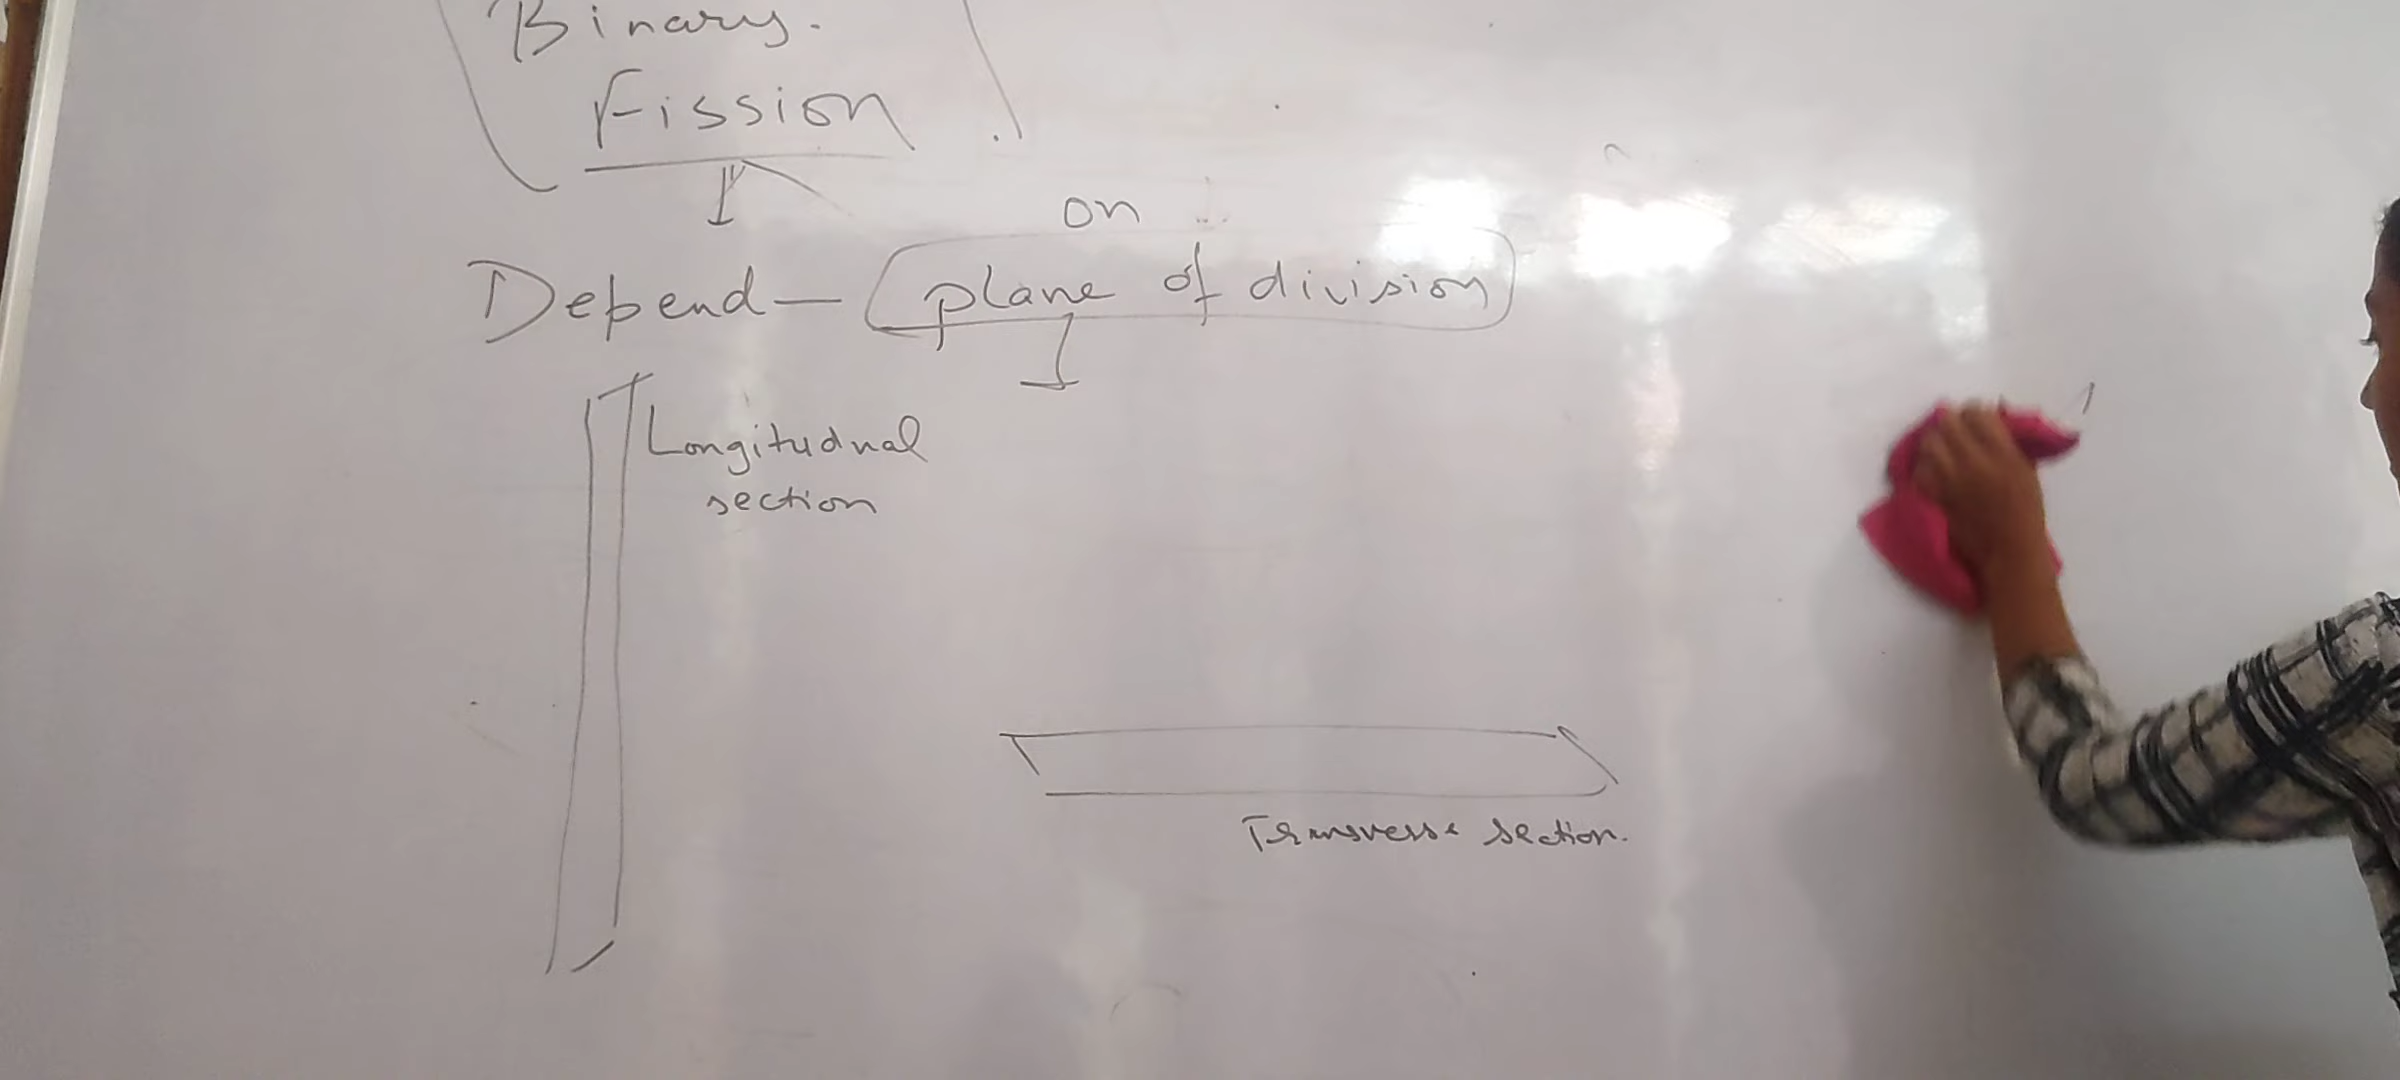 Binary.
Fission
on
Depend— plane of division
Longitudnal
section
Transverse section.